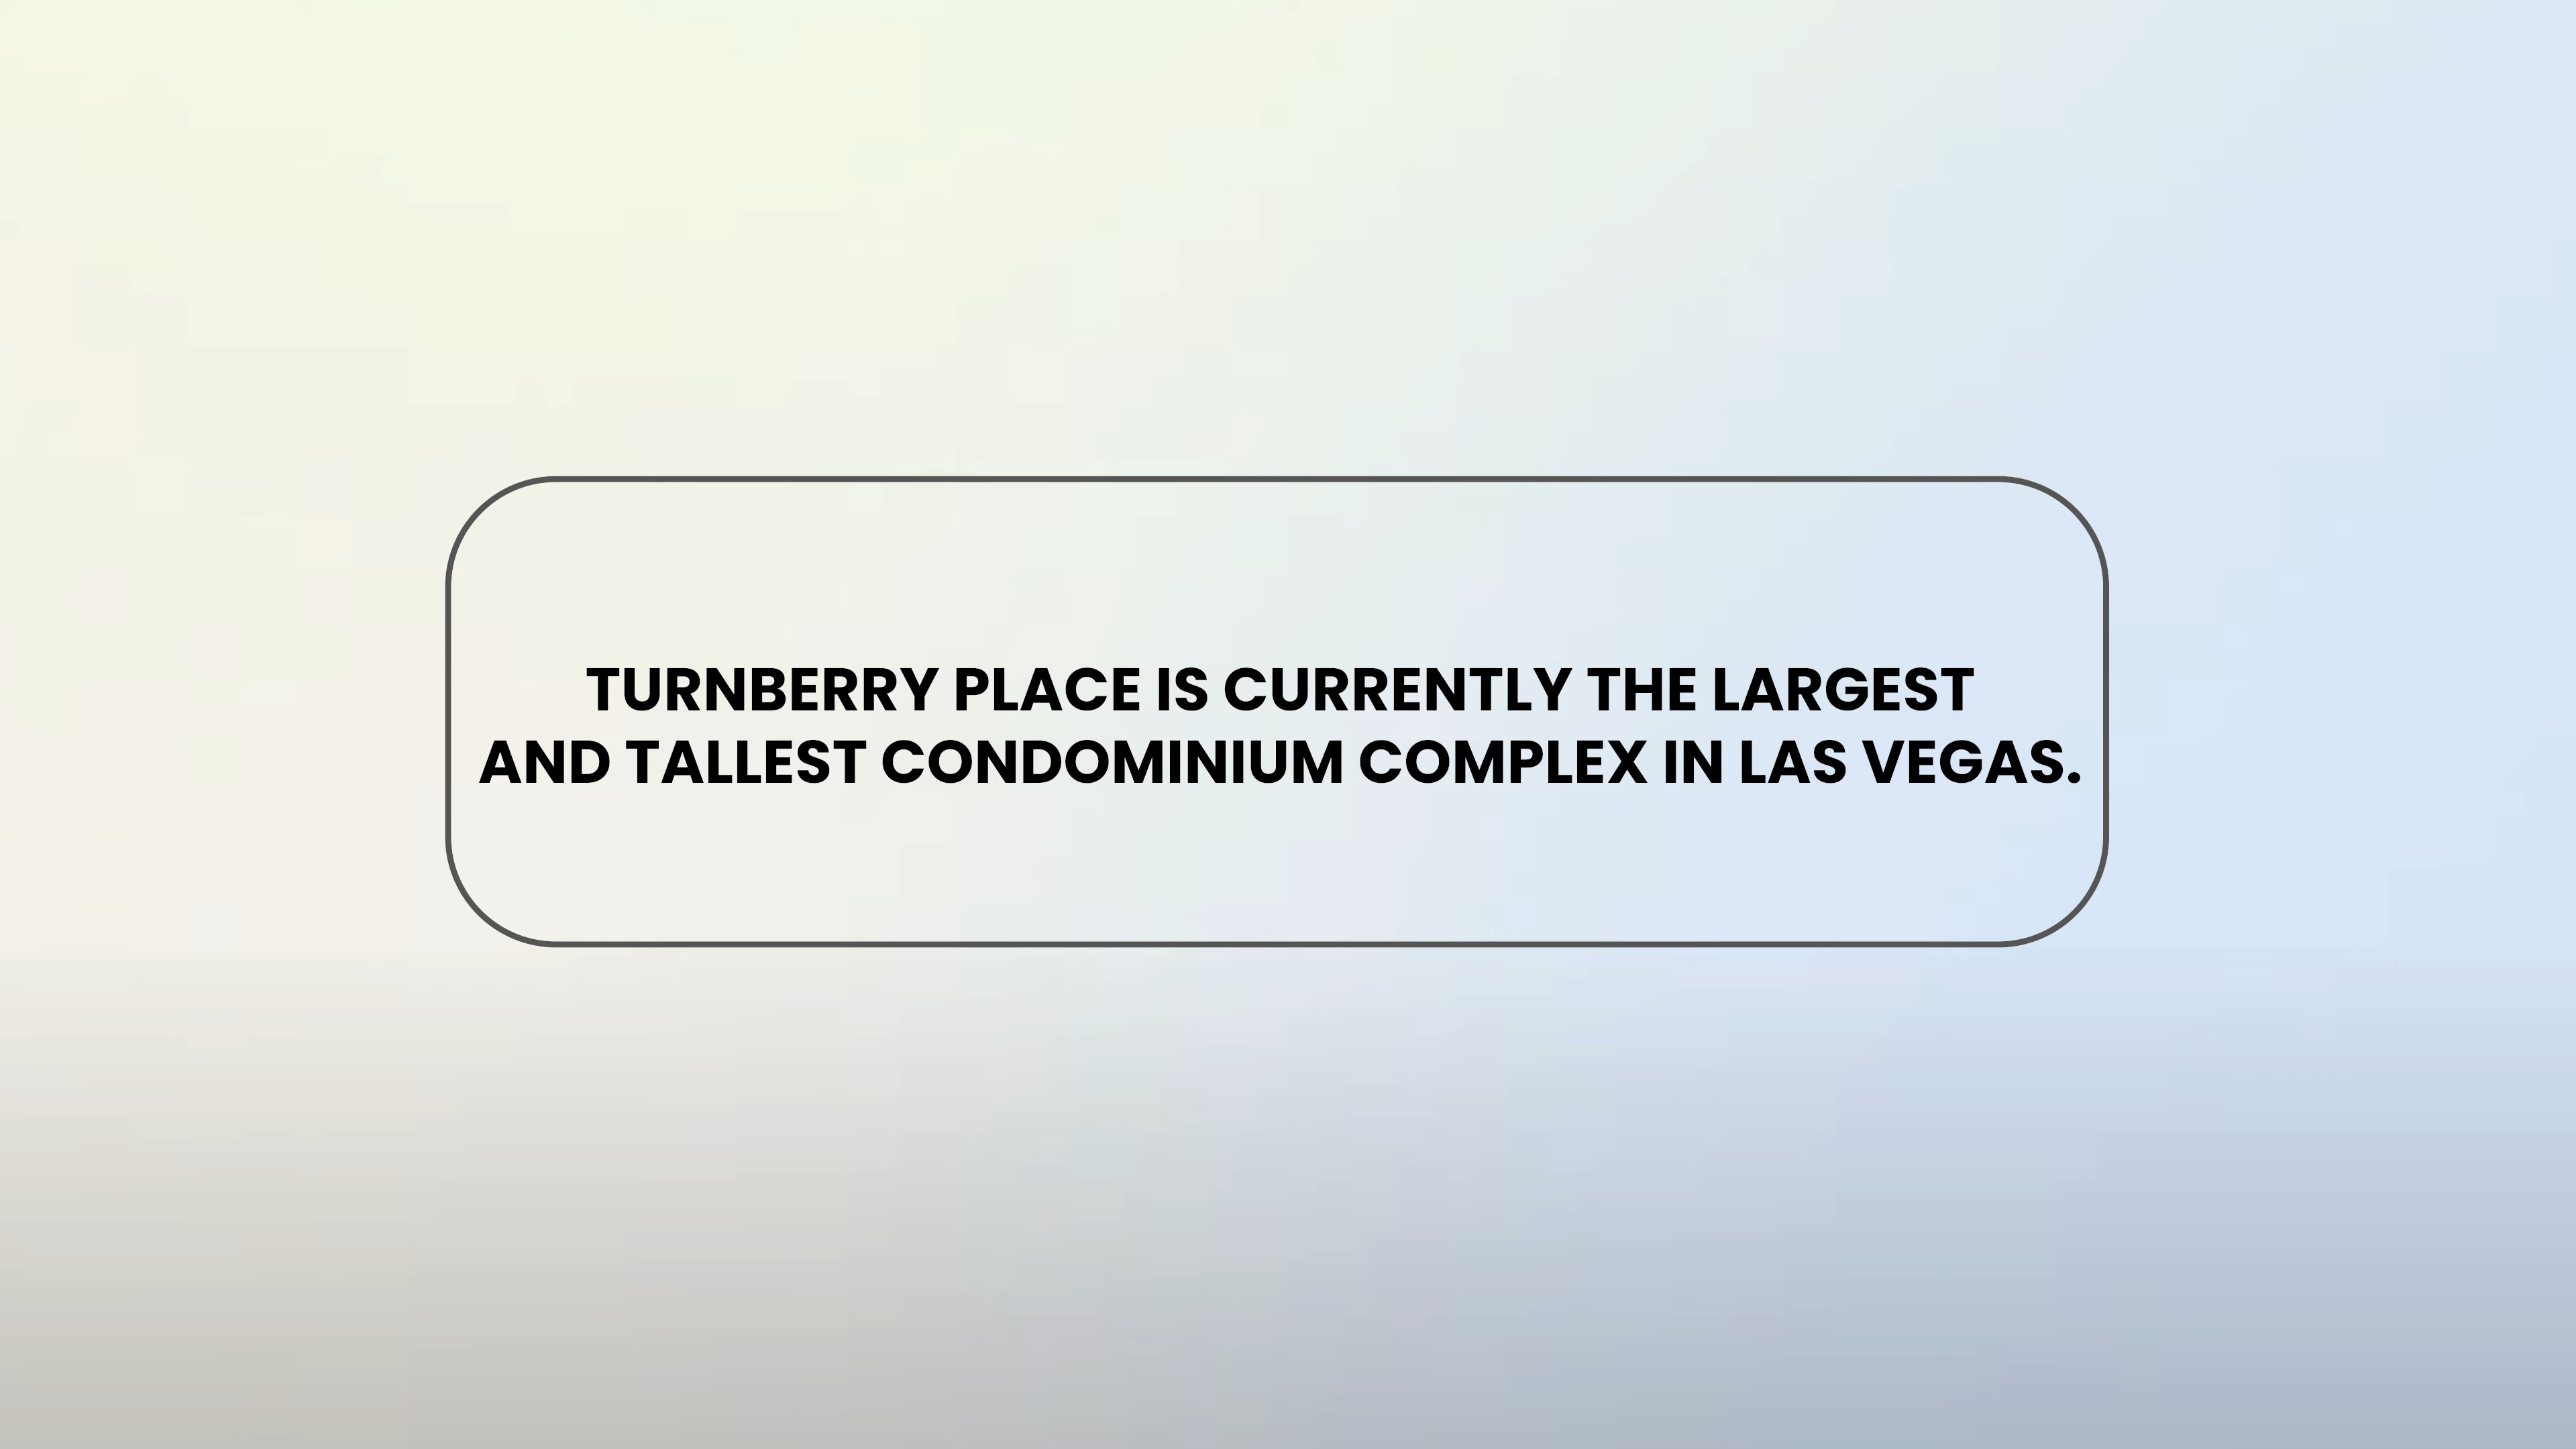 TURNBERRY PLACE IS CURRENTLY THE LARGEST
AND TALLEST CONDOMINIUM COMPLEX IN LAS VEGAS.